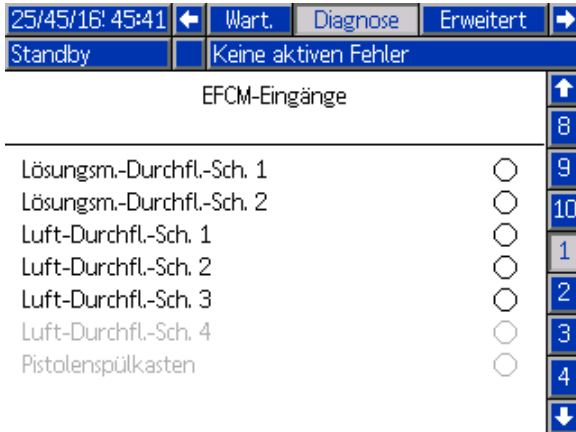 25/45/16' 45:41 Wart. Diagnose Erweitert
Standby Keine aktiven Fehler
EFCM-Eingänge
8
Lösungsm.-Durchfl.-Sch. 1 9
Lösungsm.-Durchfl.-Sch. 2 10
Luft-Durchfl.-Sch. 1 1
Luft-Durchfl.-Sch. 2
Luft-Durchfl.-Sch. 3 2
Luft-Durchfl.-Sch. 4 3
Pistolenspülkasten 4